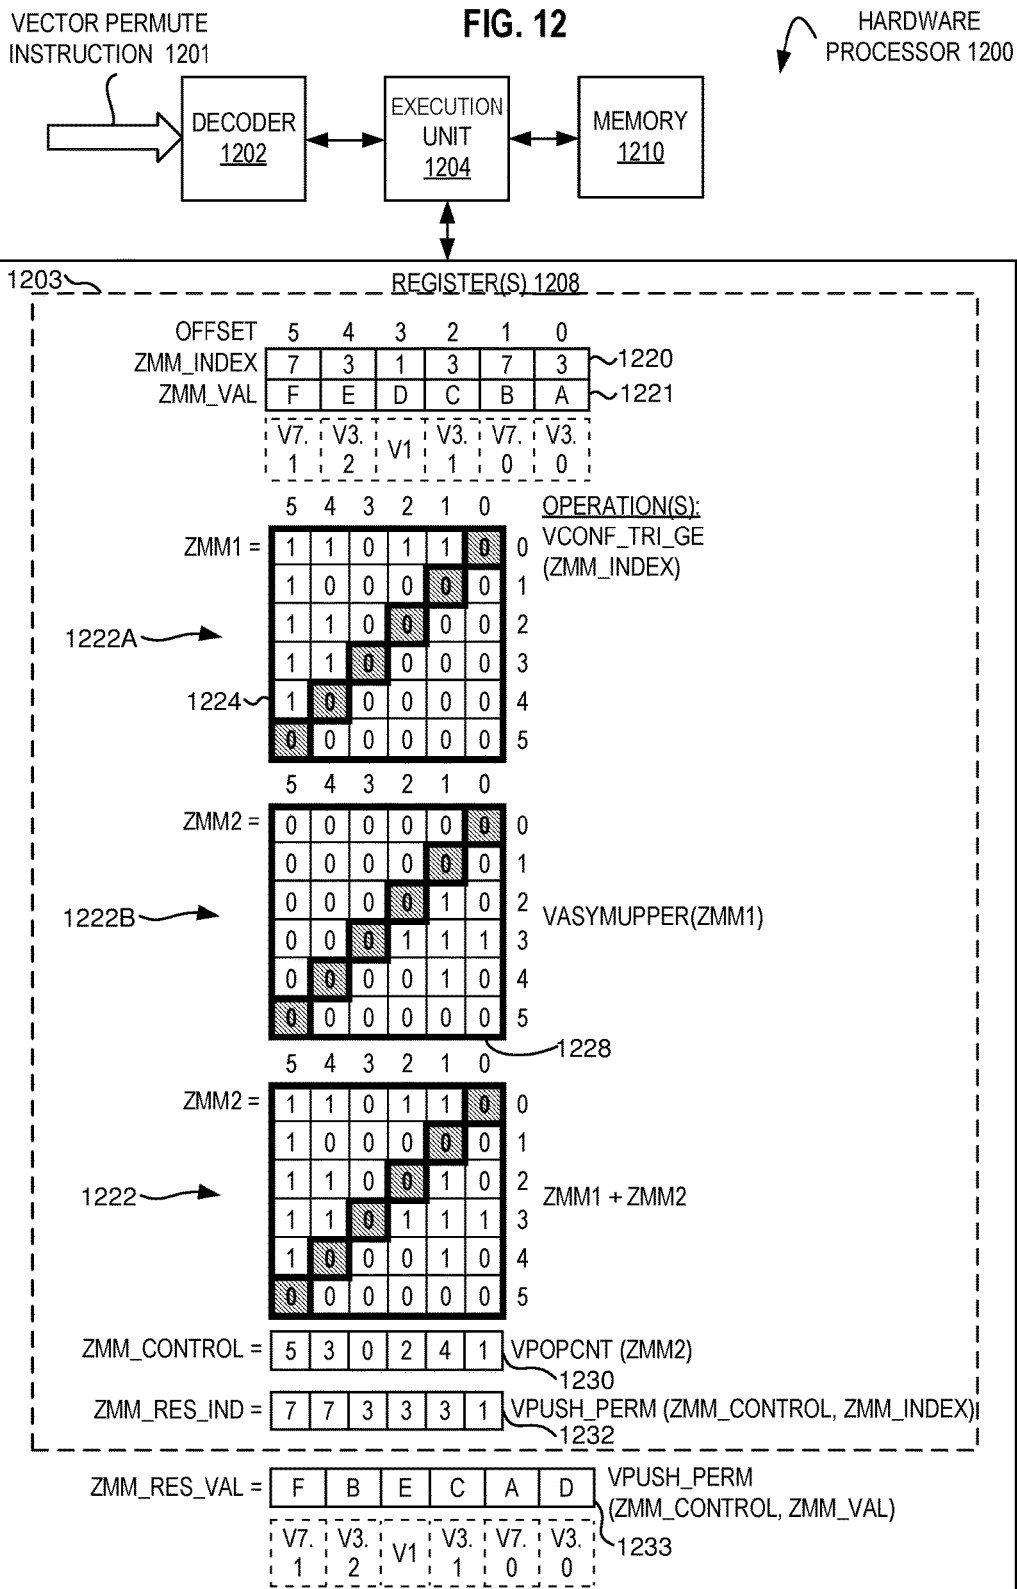 FIG. 12
VECTOR PERMUTE
INSTRUCTION 1201
HARDWARE
PROCESSOR 1200
DECODER
1202
EXECUTION
UNIT
1204
MEMORY
1210
1203
REGISTER(S) 1208
OFFSET 5 4 3 2 1 0
ZMM_INDEX 7 3 1 3 7 3 1220
ZMM_VAL F E D C B A 1221
V7.1 V3.2 V1 V3.1 V7.0 V3.0
5 4 3 2 1 0
OPERATION(S):
VCONF_TRI_GE
(ZMM_INDEX)
ZMM1 = 1 1 0 1 1 0 0
1 0 0 0 0 0 1
1222A 1 1 0 0 0 0 2
1 1 0 0 0 0 3
1224 1 0 0 0 0 0 4
0 0 0 0 0 0 5
5 4 3 2 1 0
ZMM2 = 0 0 0 0 0 0 0
0 0 0 0 0 0 1
1222B 0 0 0 0 1 0 2 VASYMUPPER(ZMM1)
0 0 0 1 1 1 3
0 0 0 0 1 0 4
0 0 0 0 0 0 5
1228
5 4 3 2 1 0
ZMM2 = 1 1 0 1 1 0 0
1 0 0 0 0 0 1
1222 1 1 0 0 1 0 2 ZMM1 + ZMM2
1 1 0 1 1 1 3
1 0 0 0 1 0 4
0 0 0 0 0 0 5
ZMM_CONTROL = 5 3 0 2 4 1 VPOPCNT (ZMM2)
1230
ZMM_RES_IND = 7 7 3 3 3 1 VPUSH_PERM (ZMM_CONTROL, ZMM_INDEX)
1232
ZMM_RES_VAL = F B E C A D VPUSH_PERM
(ZMM_CONTROL, ZMM_VAL)
1233
V7.1 V3.2 V1 V3.1 V7.0 V3.0